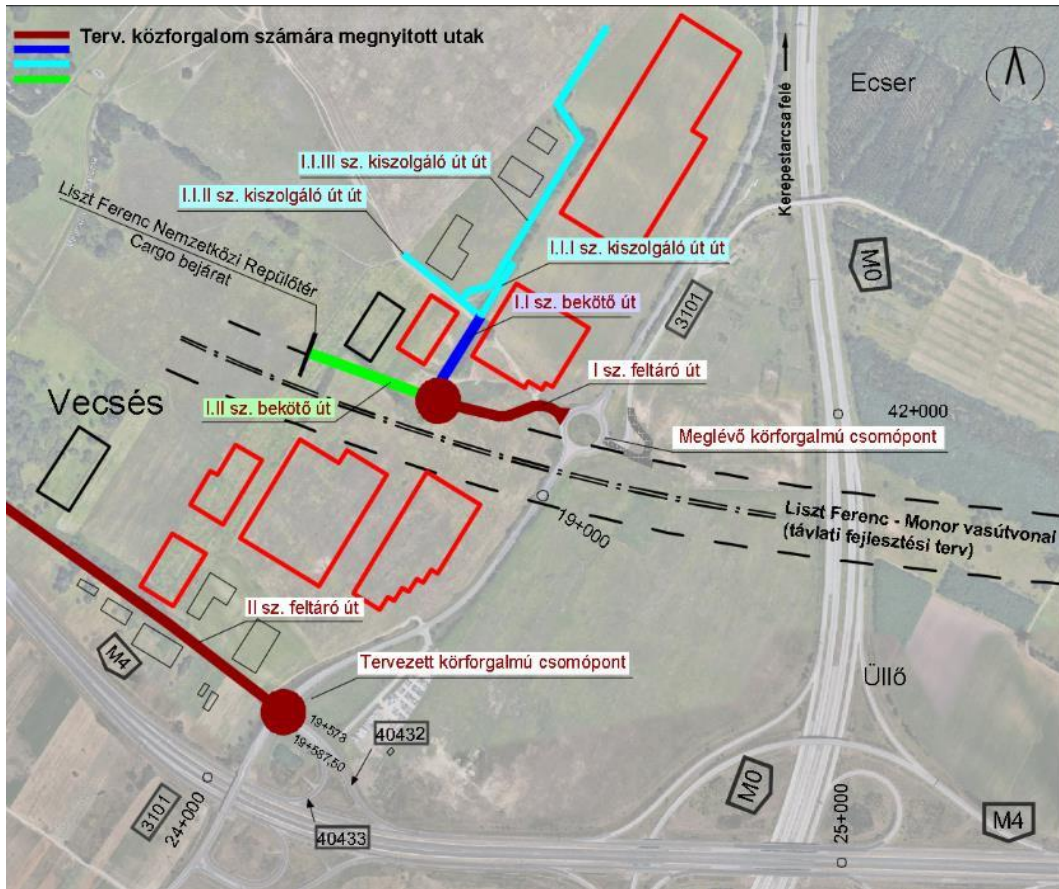 Terv. közforgalom számára megnyitott utak
Ecser
Kerepestarcsa felé
I.I.III sz. kiszolgáló út út
I.I.II sz. kiszolgáló út út
Liszt Ferenc Nemzetközi Repülőtér
Cargo bejárat
I.I.I sz. kiszolgáló út út
M0
3101
I.I sz. bekötő út
I sz. feltáró út
Vecsés
I.II sz. bekötő út
42+000
Meglévő körforgalmú csomópont
19+000
Liszt Ferenc - Monor vasútvonal
(távlati fejlesztési terv)
II sz. feltáró út
M4
Tervezett körforgalmú csomópont
Üllő
19+573
19+587,50
40432
3101
24+000
40433
M0
25+000
M4